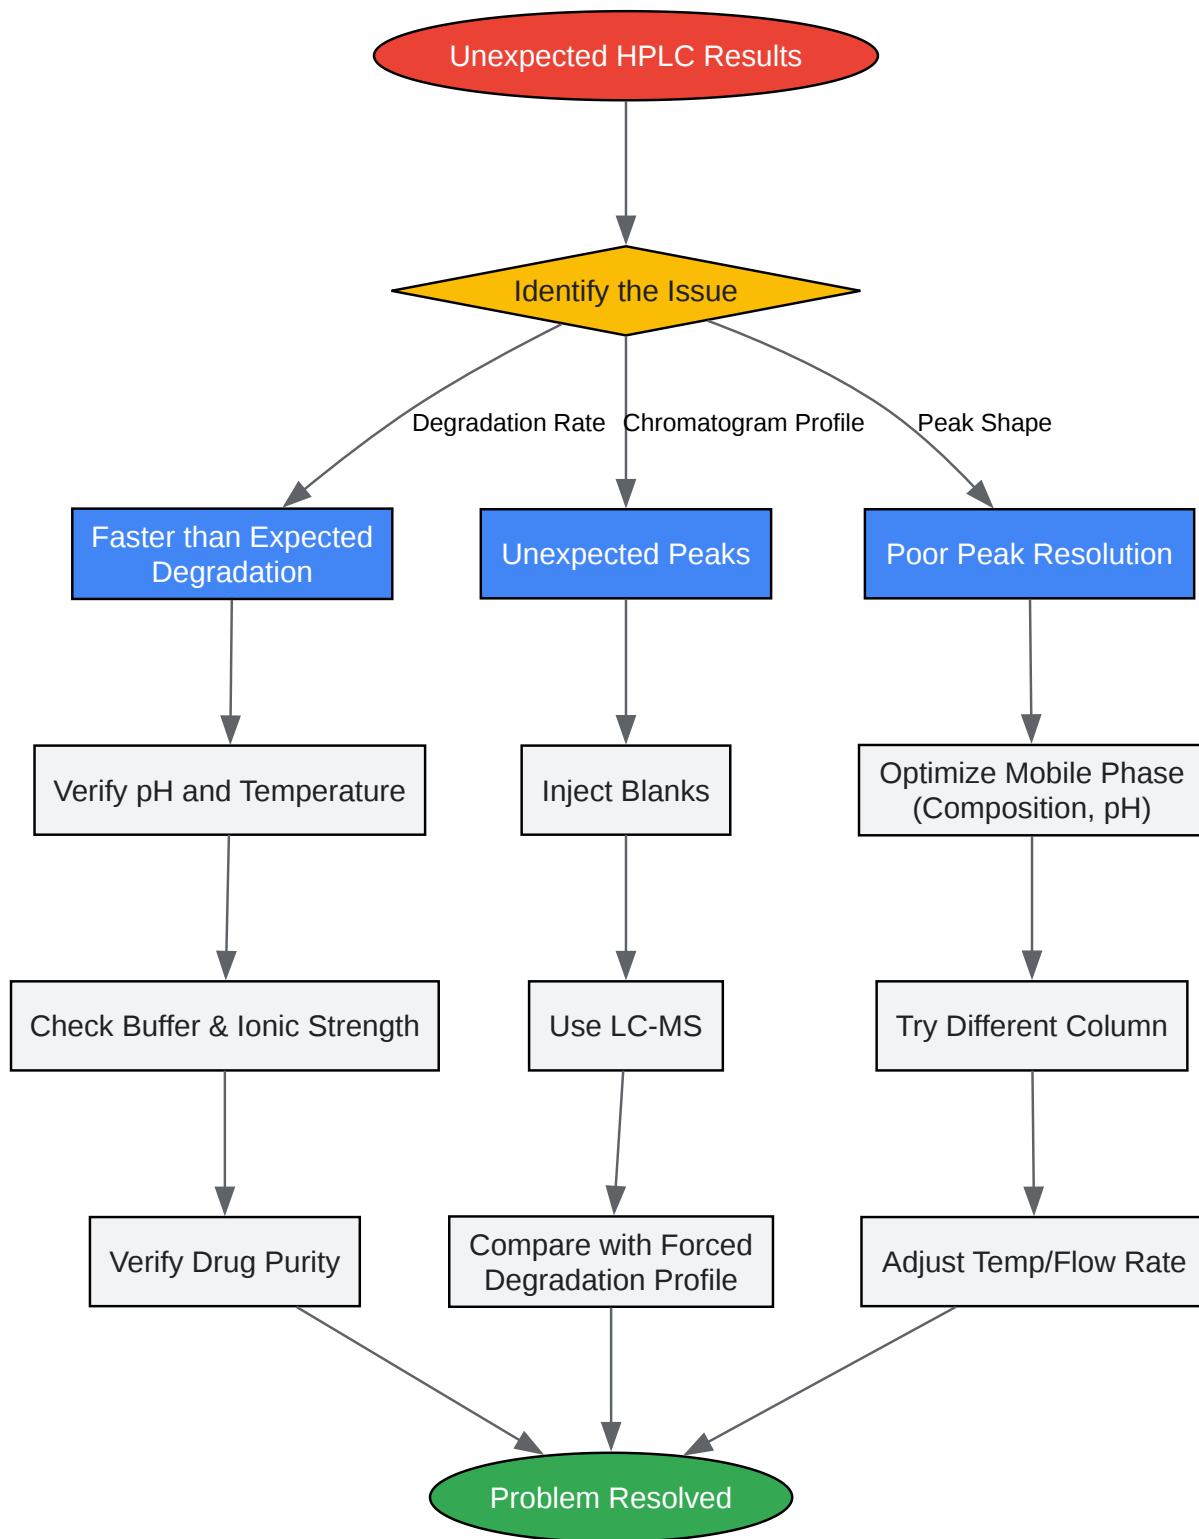 Unexpected HPLC Results
Identify the Issue
Degradation Rate
Chromatogram Profile
Peak Shape
Faster than Expected
Degradation
Unexpected Peaks
Poor Peak Resolution
Verify pH and Temperature
Inject Blanks
Optimize Mobile Phase
(Composition, pH)
Check Buffer & Ionic Strength
Use LC-MS
Try Different Column
Verify Drug Purity
Compare with Forced
Degradation Profile
Adjust Temp/Flow Rate
Problem Resolved